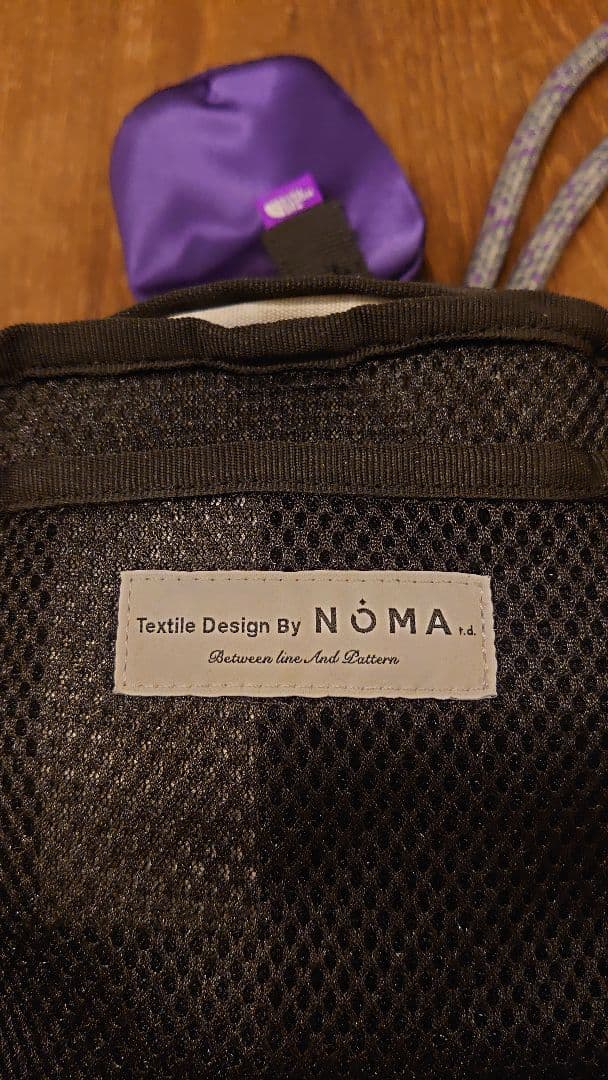 Textile Design By NOMA t.d.
Between line And Pattern